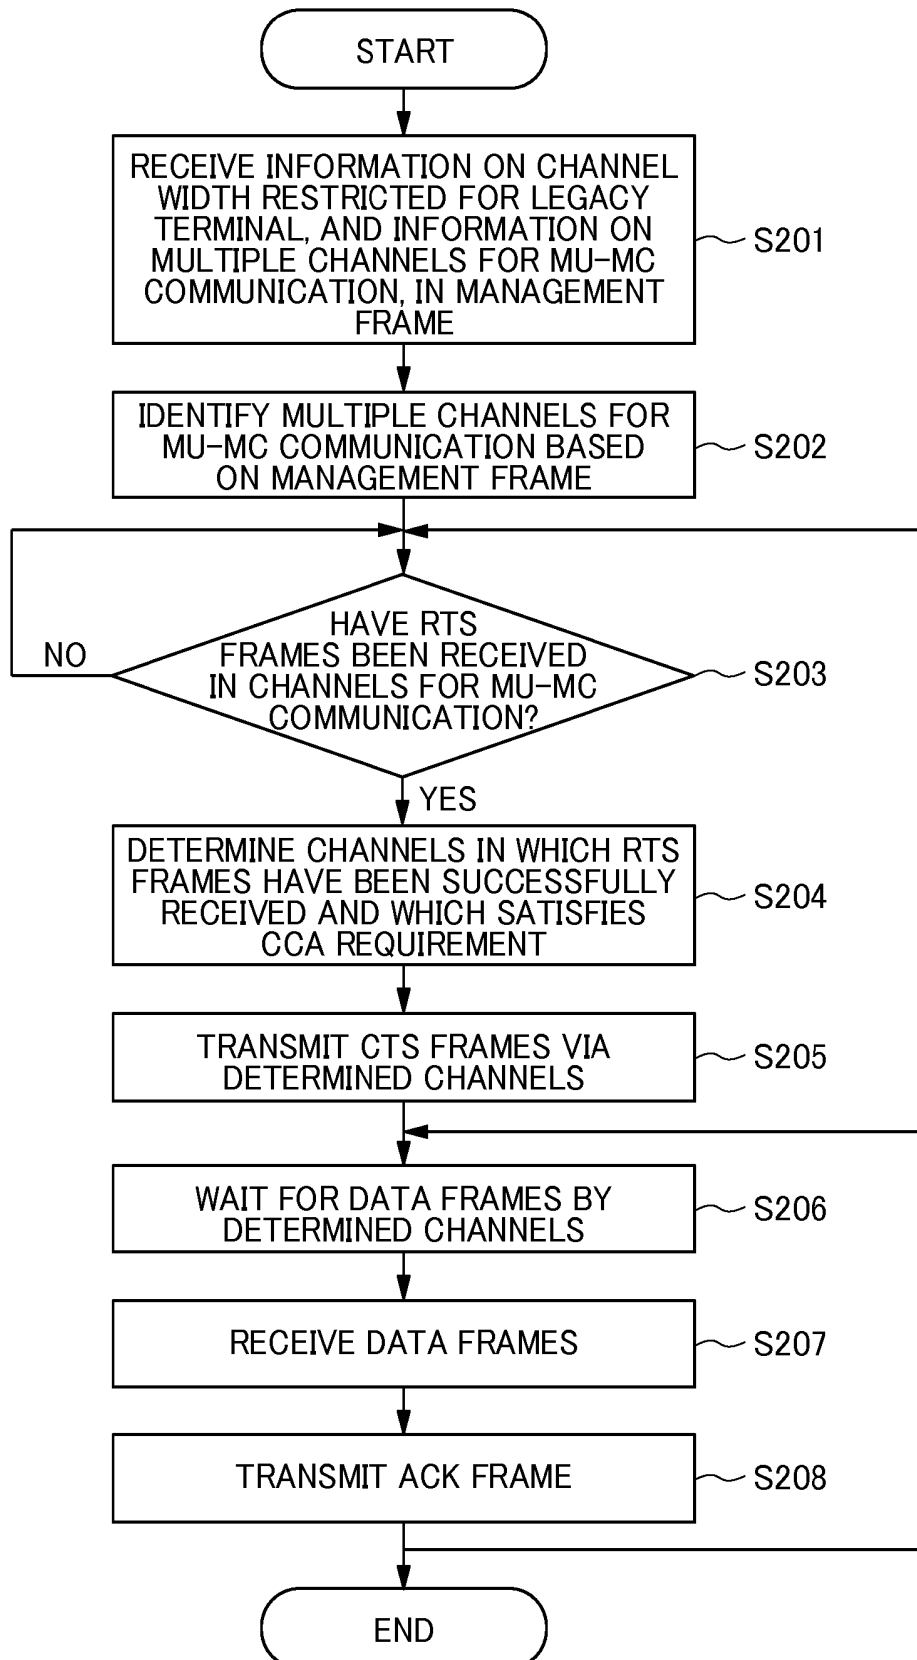 START
RECEIVE INFORMATION ON CHANNEL
WIDTH RESTRICTED FOR LEGACY
TERMINAL, AND INFORMATION ON
MULTIPLE CHANNELS FOR MU-MC
COMMUNICATION, IN MANAGEMENT
FRAME
S201
IDENTIFY MULTIPLE CHANNELS FOR
MU-MC COMMUNICATION BASED
ON MANAGEMENT FRAME
S202
HAVE RTS
FRAMES BEEN RECEIVED
IN CHANNELS FOR MU-MC
COMMUNICATION?
NO
S203
YES
DETERMINE CHANNELS IN WHICH RTS
FRAMES HAVE BEEN SUCCESSFULLY
RECEIVED AND WHICH SATISFIES
CCA REQUIREMENT
S204
TRANSMIT CTS FRAMES VIA
DETERMINED CHANNELS
S205
WAIT FOR DATA FRAMES BY
DETERMINED CHANNELS
S206
RECEIVE DATA FRAMES
S207
TRANSMIT ACK FRAME
S208
END